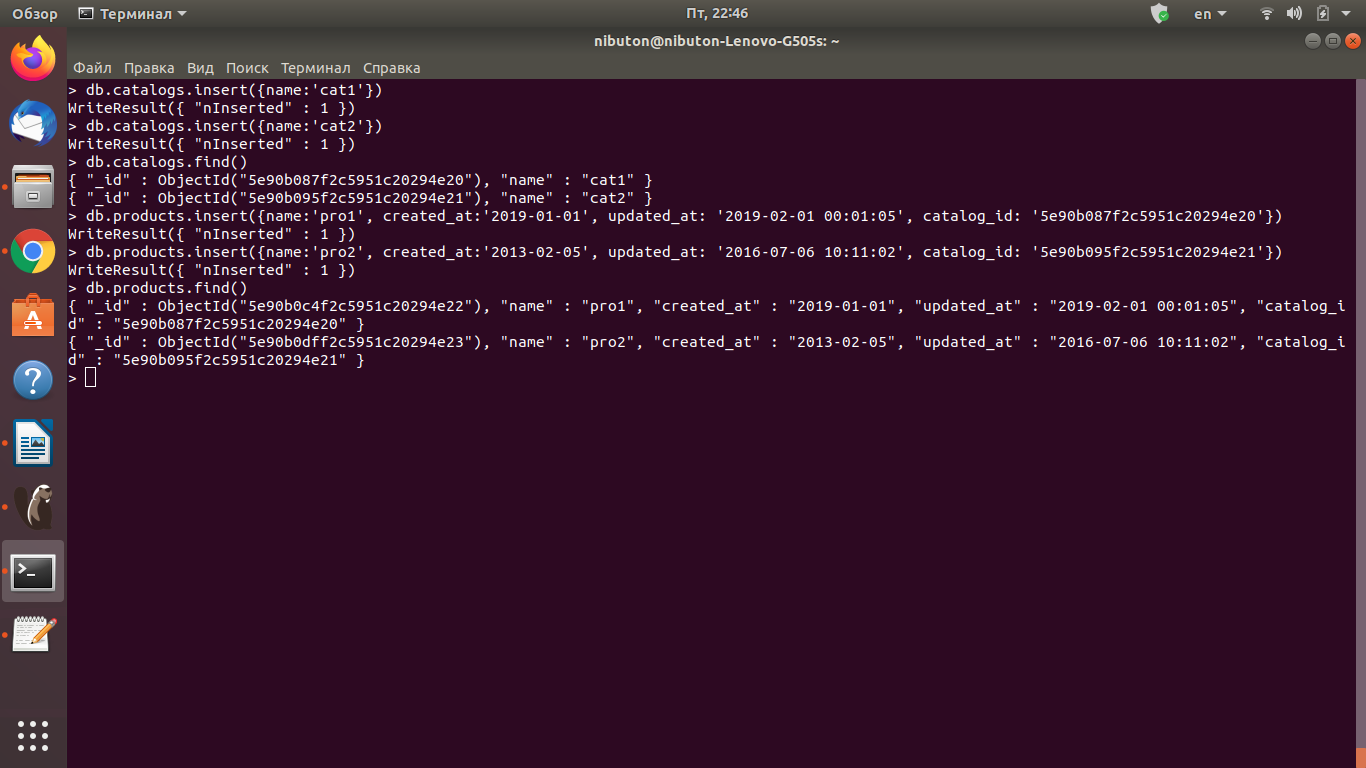 Обзор
Терминал
Пт, 22:46
en
nibuton@nibuton-Lenovo-G505s: ~
Файл Правка Вид Поиск Терминал Справка
> db.catalogs.insert({name:'cat1'})
WriteResult({ "nInserted" : 1 })
> db.catalogs.insert({name:'cat2'})
WriteResult({ "nInserted" : 1 })
> db.catalogs.find()
{ "_id" : ObjectId("5e90b087f2c5951c20294e20"), "name" : "cat1" }
{ "_id" : ObjectId("5e90b095f2c5951c20294e21"), "name" : "cat2" }
> db.products.insert({name:'pro1', created_at:'2019-01-01', updated_at: '2019-02-01 00:01:05', catalog_id: '5e90b087f2c5951c20294e20'})
WriteResult({ "nInserted" : 1 })
> db.products.insert({name:'pro2', created_at:'2013-02-05', updated_at: '2016-07-06 10:11:02', catalog_id: '5e90b095f2c5951c20294e21'})
WriteResult({ "nInserted" : 1 })
> db.products.find()
{ "_id" : ObjectId("5e90b0c4f2c5951c20294e22"), "name" : "pro1", "created_at" : "2019-01-01", "updated_at" : "2019-02-01 00:01:05", "catalog_i
d" : "5e90b087f2c5951c20294e20" }
{ "_id" : ObjectId("5e90b0dff2c5951c20294e23"), "name" : "pro2", "created_at" : "2013-02-05", "updated_at" : "2016-07-06 10:11:02", "catalog_i
d" : "5e90b095f2c5951c20294e21" }
>